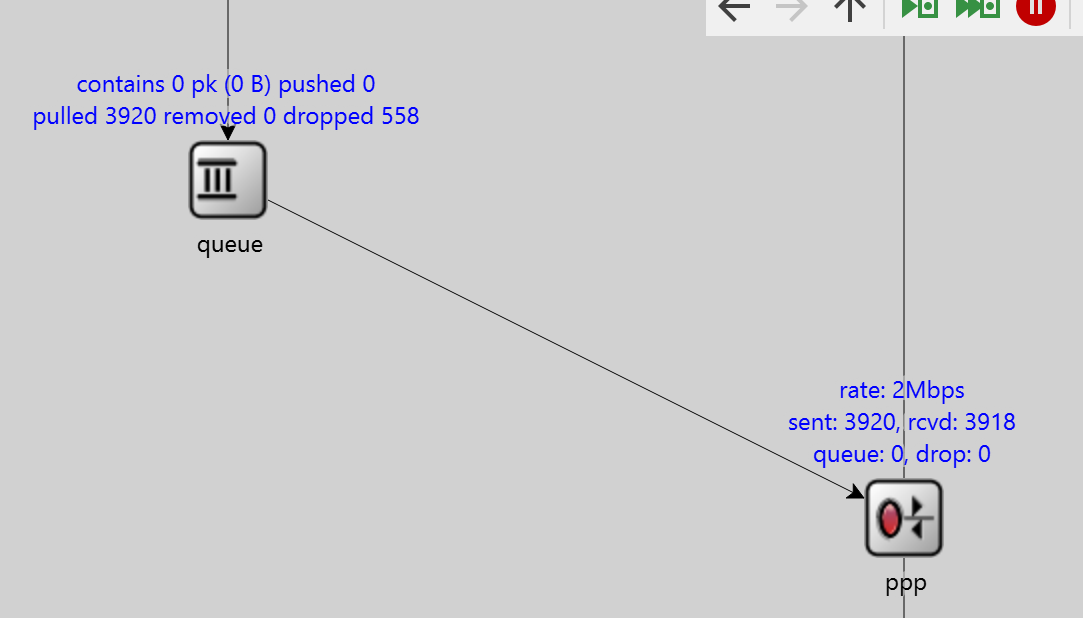 contains 0 pk (0 B) pushed 0
pulled 3920 removed 0 dropped 558
queue
rate: 2Mbps
sent: 3920, rcvd: 3918
queue: 0, drop: 0
ppp